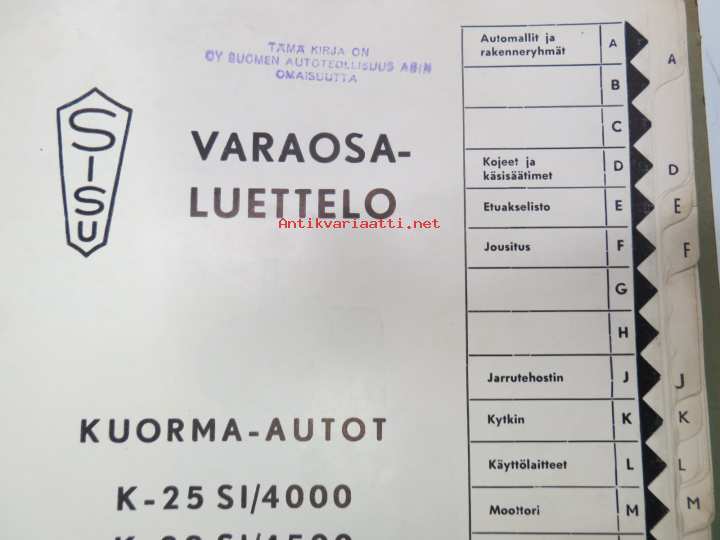 TÄMÄ KIRJA ON
OY SUOMEN AUTOTEOLLISUUS AB:N
OMAISUUTTA
SISU
VARAOSA-
LUETTELO
Antikvariaatti.net
KUORMA-AUTOT
K-25 SI/4000
Automallit ja
rakenneryhmät A
B
C
Kojeet ja
käsisäätimet D
Etuakselisto E
Jousitus F
G
H
Jarrutehostin J
Kytkin K
Käyttölaitteet L
Moottori M
A
D
E
F
J
K
L
M